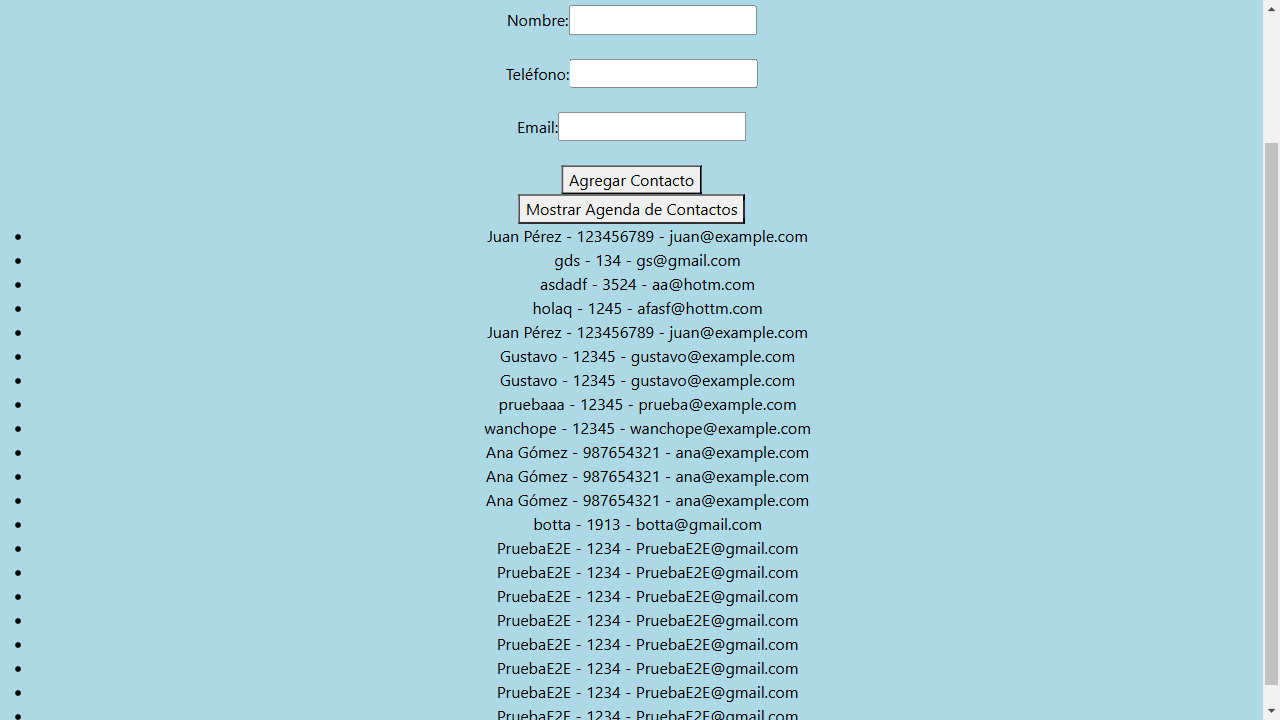 Nombre:
Teléfono:
Email:
Agregar Contacto
Mostrar Agenda de Contactos
Juan Pérez - 123456789 - juan@example.com
gds - 134 - gs@gmail.com
asdadf - 3524 - aa@hotm.com
holaq - 1245 - afasf@hottm.com
Juan Pérez - 123456789 - juan@example.com
Gustavo - 12345 - gustavo@example.com
Gustavo - 12345 - gustavo@example.com
pruebaaa - 12345 - prueba@example.com
wanchope - 12345 - wanchope@example.com
Ana Gómez - 987654321 - ana@example.com
Ana Gómez - 987654321 - ana@example.com
Ana Gómez - 987654321 - ana@example.com
botta - 1913 - botta@gmail.com
PruebaE2E - 1234 - PruebaE2E@gmail.com
PruebaE2E - 1234 - PruebaE2E@gmail.com
PruebaE2E - 1234 - PruebaE2E@gmail.com
PruebaE2E - 1234 - PruebaE2E@gmail.com
PruebaE2E - 1234 - PruebaE2E@gmail.com
PruebaE2E - 1234 - PruebaE2E@gmail.com
PruebaE2E - 1234 - PruebaE2E@gmail.com
PruebaE2E - 1234 - PruebaE2E@gmail.com